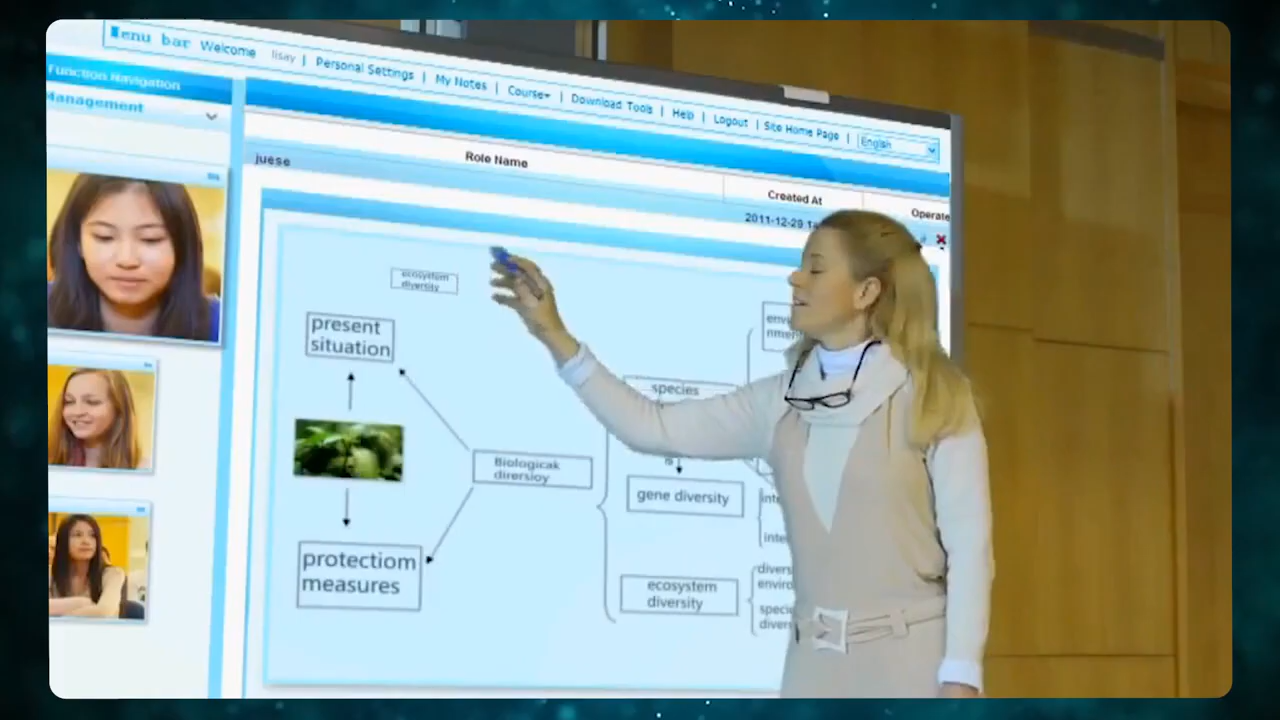 Menu bar Welcome lisay | Personal Settings | My Notes | Course | Download Tools | Help | Logout | Site Home Page | English
Function Navigation
Management
juese
Role Name
Created At
Operate
2011-12-29
ecosystem
diversity
present
situation
species
Biologicak
dirersioy
gene diversity
protectiom
measures
ecosystem
diversity